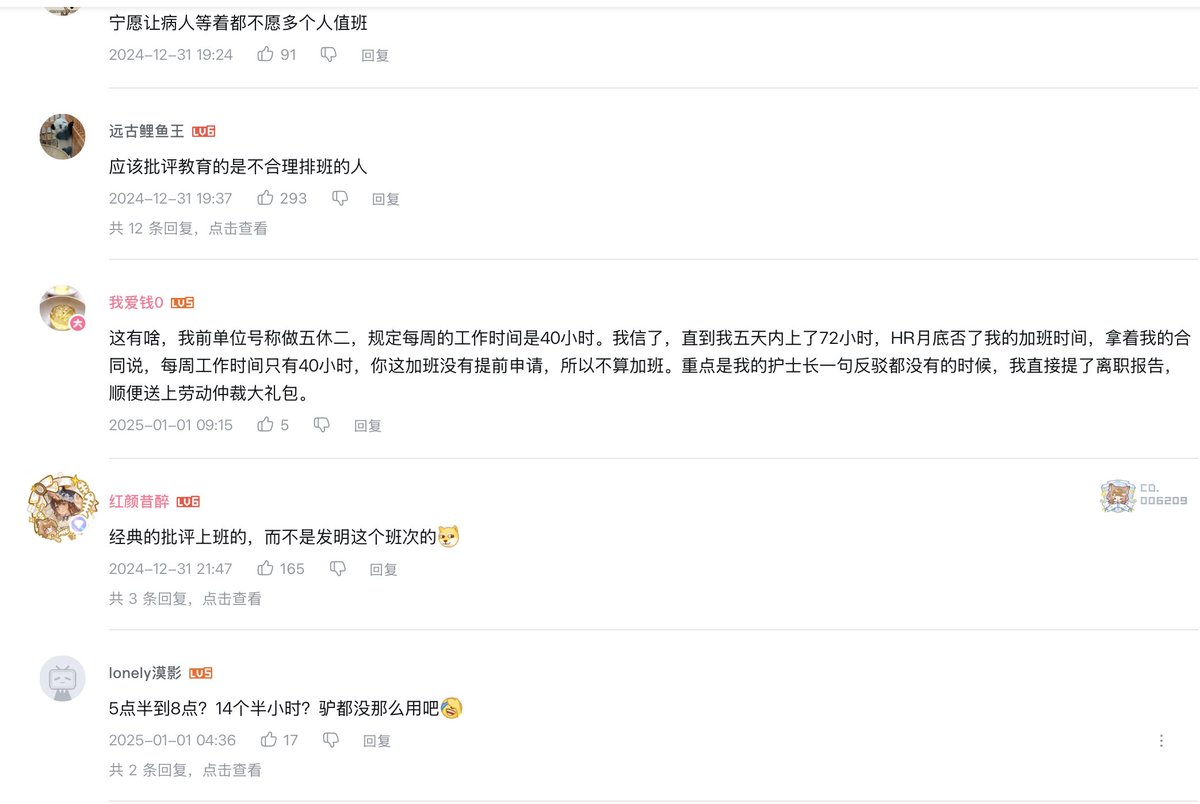 宁愿让病人等着都不愿多个人值班
2024-12-31 19:24 91 回复
远古鲤鱼王 LV6
应该批评教育的是不合理排班的人
2024-12-31 19:37 293 回复
共 12 条回复，点击查看
我爱钱0 LV5
这有啥，我前单位号称做五休二，规定每周的工作时间是40小时。我信了，直到我五天内上了72小时，HR月底否了我的加班时间，拿着我的合
同说，每周工作时间只有40小时，你这加班没有提前申请，所以不算加班。重点是我的护士长一句反驳都没有的时候，我直接提了离职报告，
顺便送上劳动仲裁大礼包。
2025-01-01 09:15 5 回复
红颜昔醉 LV6
CD.
006209
经典的批评上班的，而不是发明这个班次的
2024-12-31 21:47 165 回复
共 3 条回复，点击查看
lonely漠影 LV5
5点半到8点？14个半小时？驴都没那么用吧
2025-01-01 04:36 17 回复
共 2 条回复，点击查看